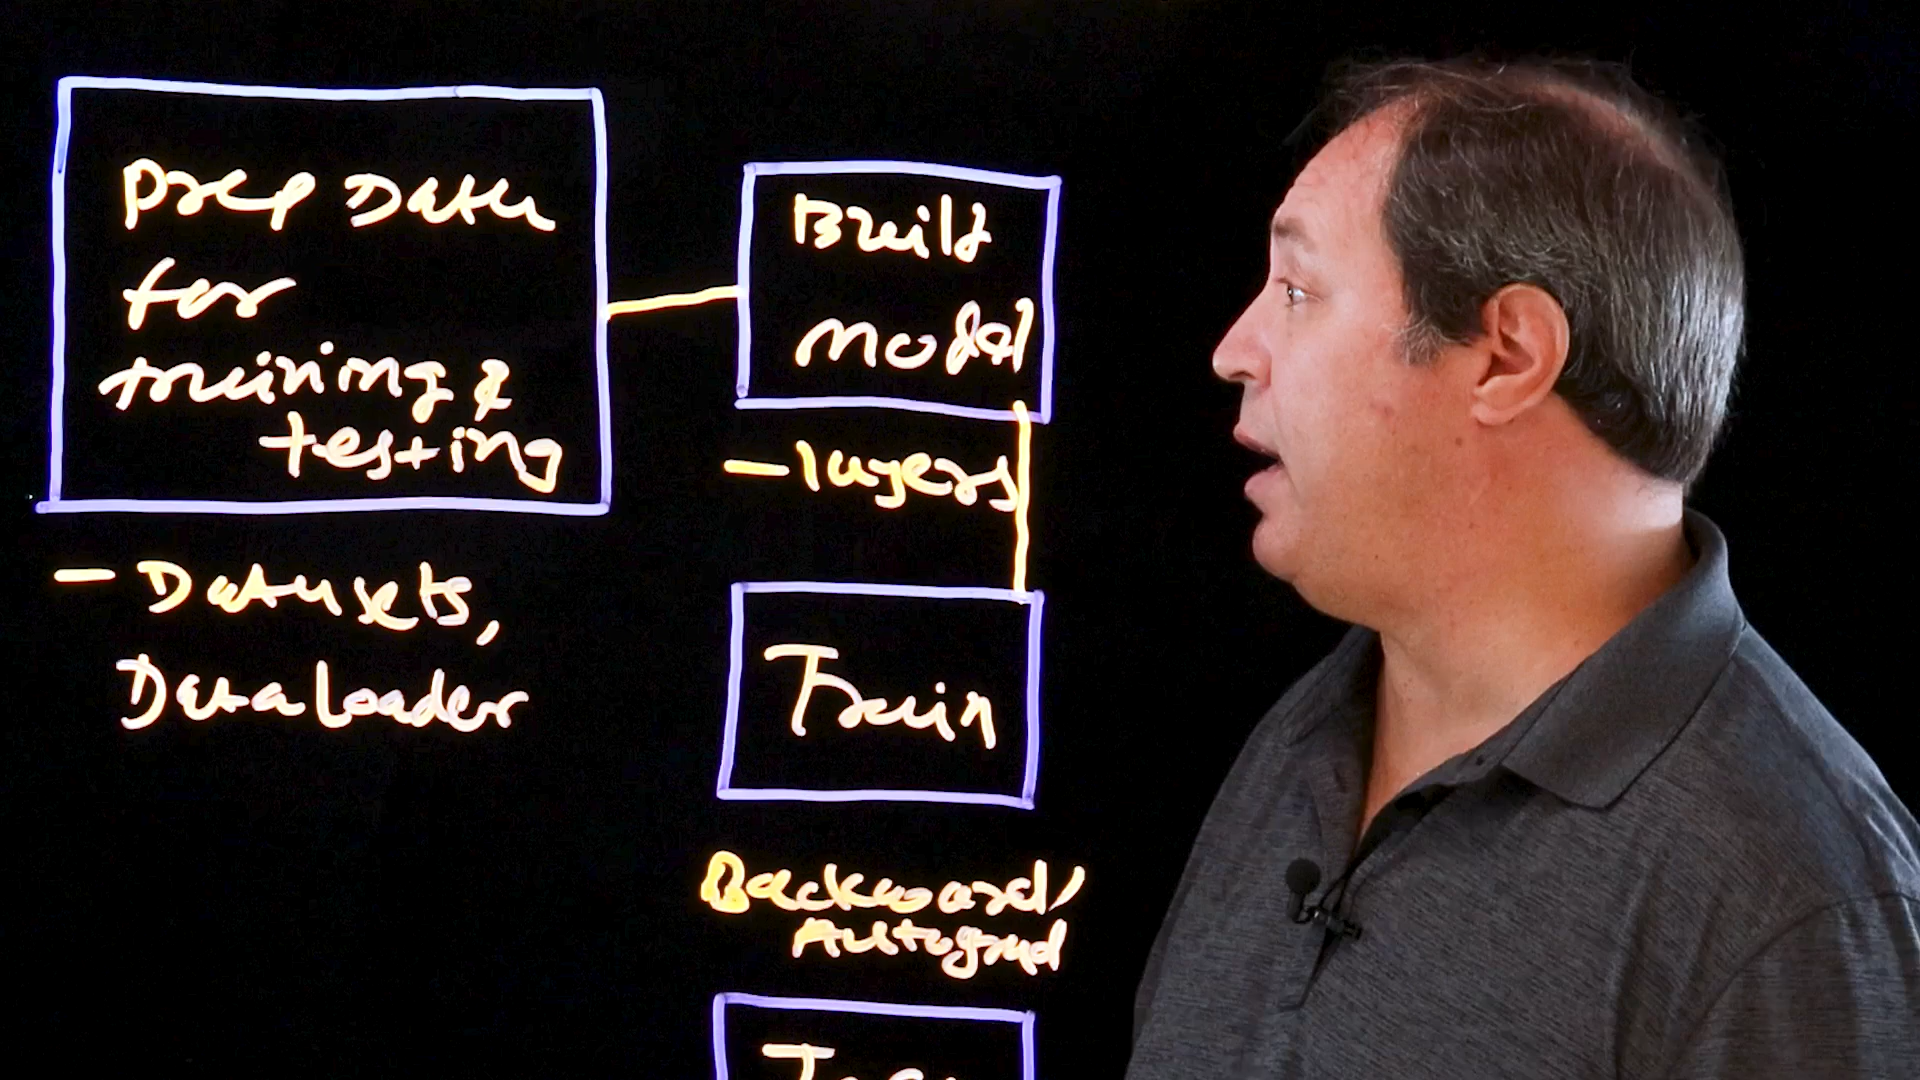 Prep Data
for
training &
testing
- Datasets,
DataLoader
Build
model
- layers
Train
Backward/
Autograd